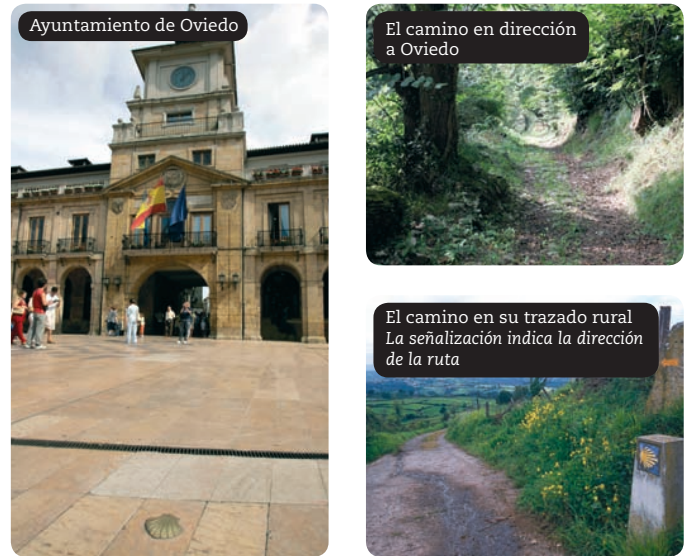 Ayuntamiento de Oviedo
El camino en dirección
a Oviedo
El camino en su trazado rural
La señalización indica la dirección
de la ruta